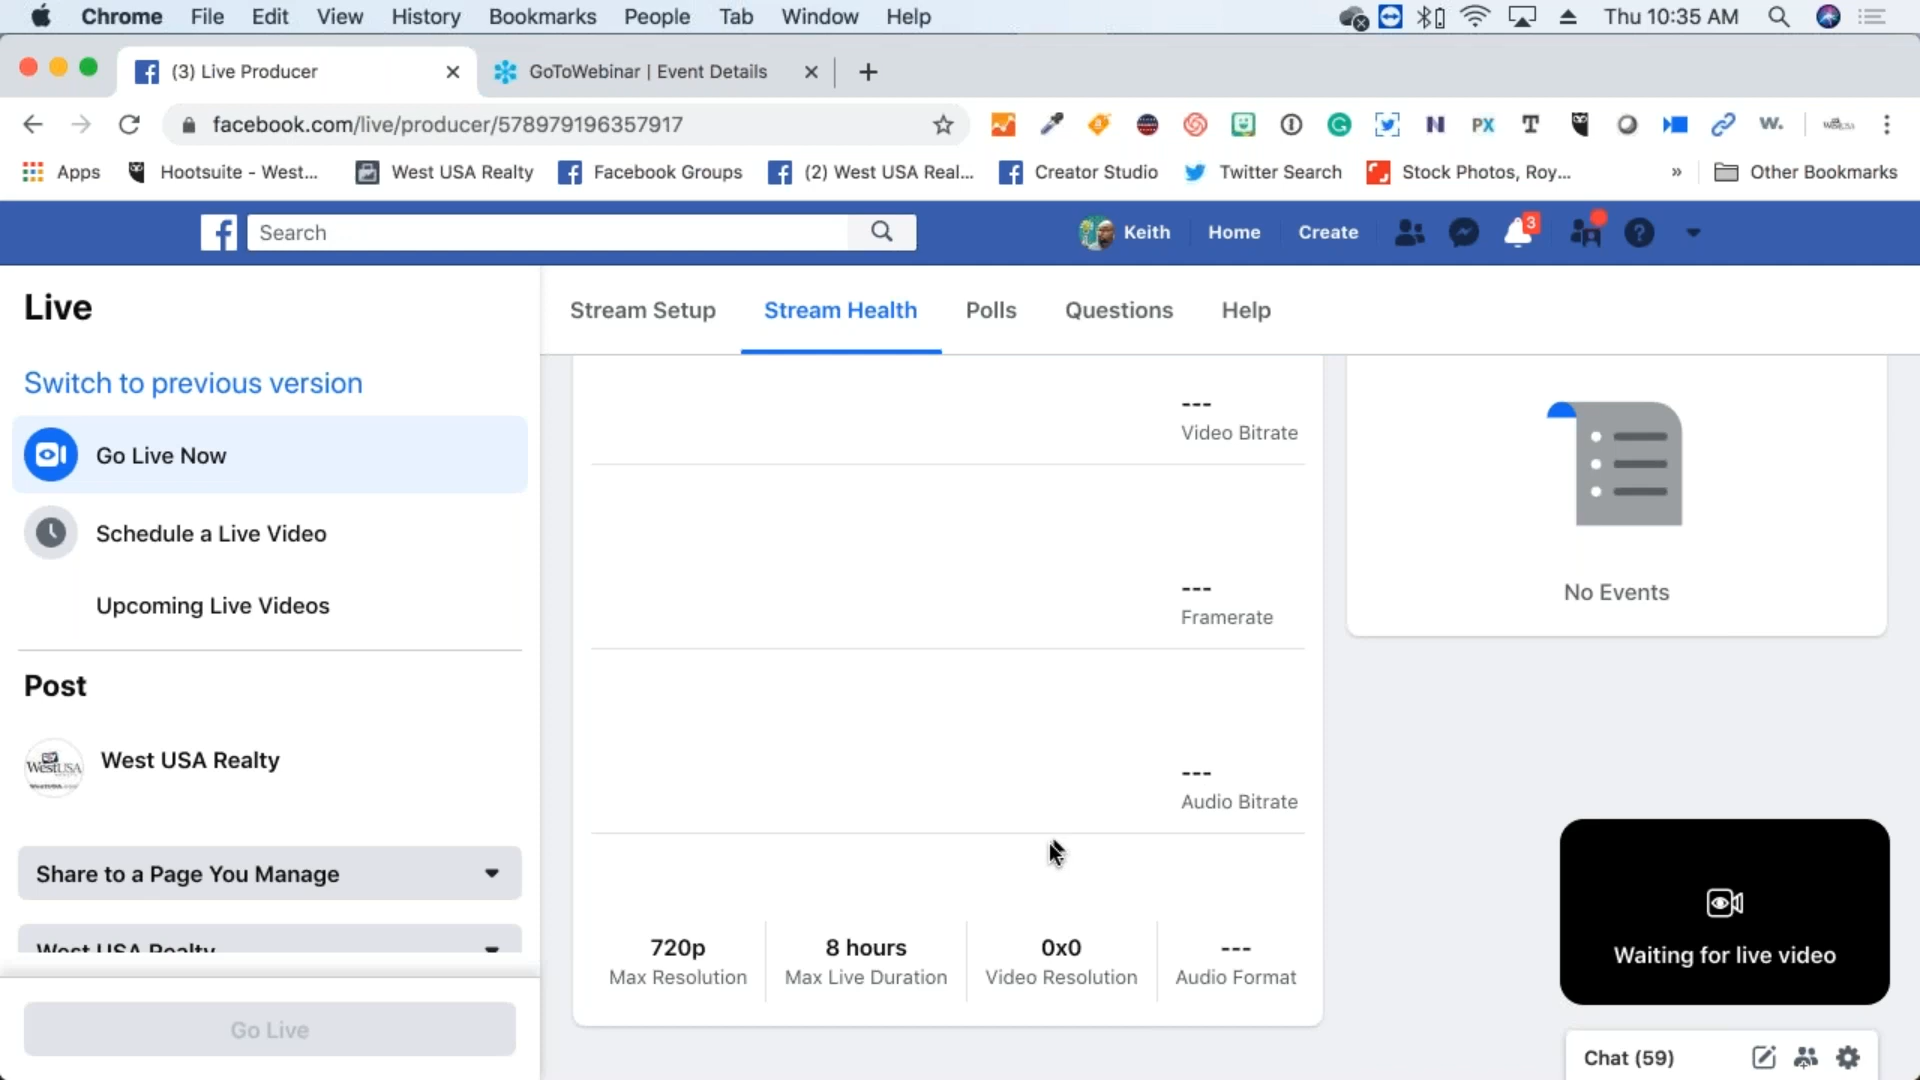 Chrome File Edit View History Bookmarks People Tab Window Help Thu 10:35 AM
(3) Live Producer GoToWebinar | Event Details
facebook.com/live/producer/578979196357917
Apps Hootsuite - West... West USA Realty Facebook Groups (2) West USA Real... Creator Studio Twitter Search Stock Photos, Roy... » Other Bookmarks
Search Keith Home Create 3
Live
Switch to previous version
Go Live Now
Schedule a Live Video
Upcoming Live Videos
Post
West USA Realty
Share to a Page You Manage
West USA Realty
Go Live
Stream Setup Stream Health Polls Questions Help
---
Video Bitrate
---
Framerate
---
Audio Bitrate
720p 8 hours 0x0 ---
Max Resolution Max Live Duration Video Resolution Audio Format
No Events
Waiting for live video
Chat (59)